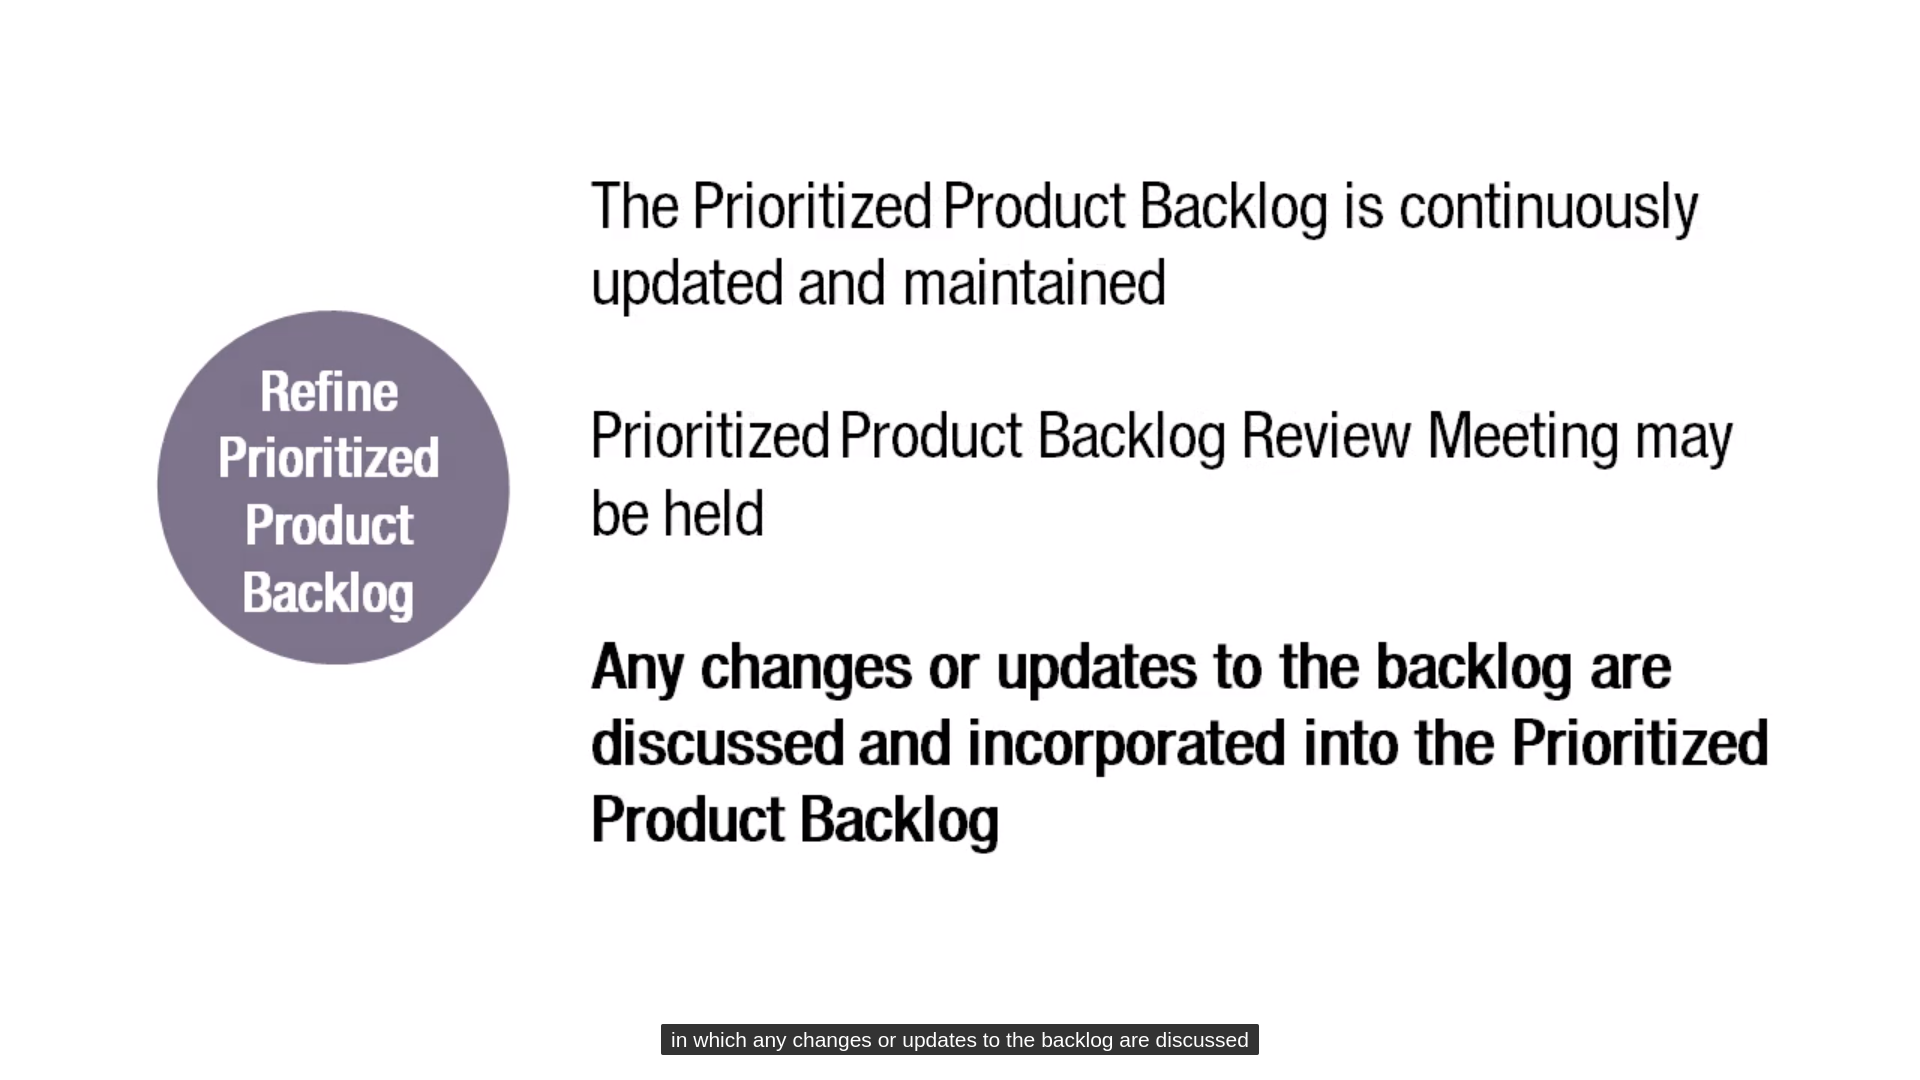 Refine
Prioritized
Product
Backlog
The Prioritized Product Backlog is continuously
updated and maintained
Prioritized Product Backlog Review Meeting may
be held
Any changes or updates to the backlog are
discussed and incorporated into the Prioritized
Product Backlog
in which any changes or updates to the backlog are discussed